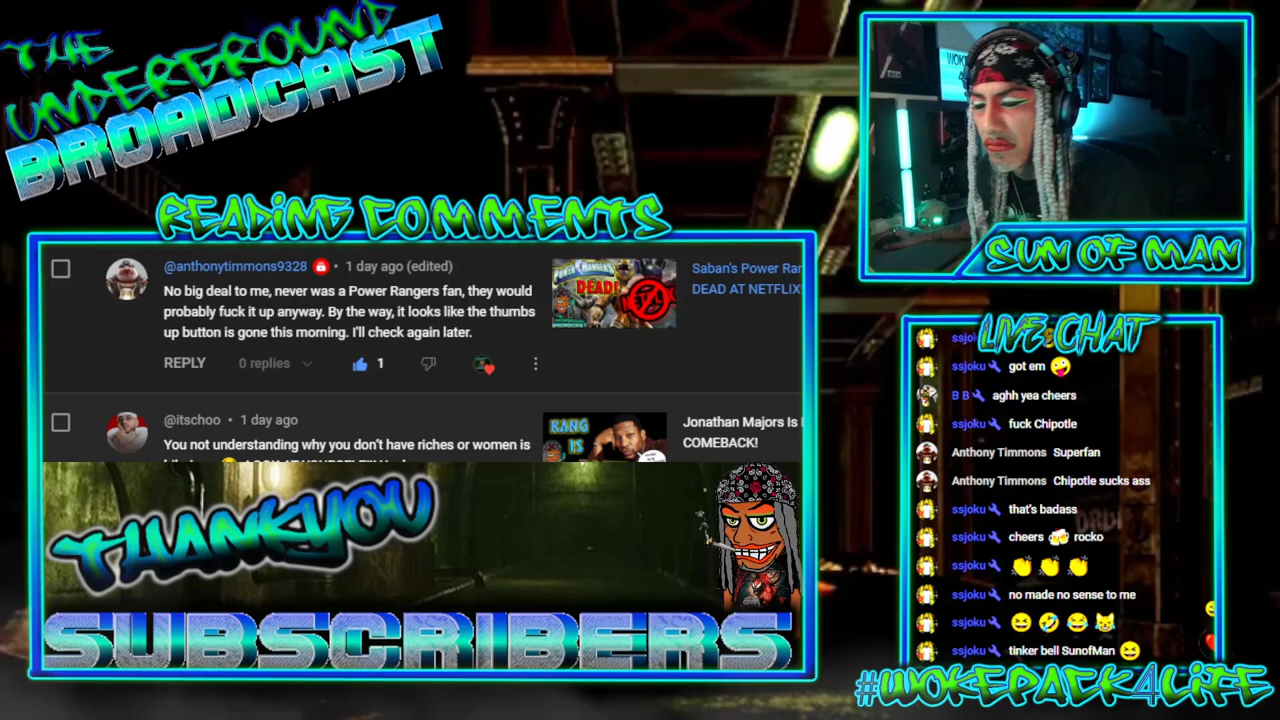 THE
UNDERGROUND
BROADCAST
READING COMMENTS
@anthonytimmons9328 • 1 day ago (edited)
No big deal to me, never was a Power Rangers fan, they would
probably fuck it up anyway. By the way, it looks like the thumbs
up button is gone this morning. I'll check again later.
REPLY 0 replies 1
DEAD!
Saban's Power Ran
DEAD AT NETFLIX
@itschoo • 1 day ago
You not understanding why you don't have riches or women is
KANG
IS
Jonathan Majors Is
COMEBACK!
THANKYOU
SUBSCRIBERS
SUN OF MAN
LIVE CHAT
ssjoku got em 🤪
B B aghh yea cheers
ssjoku fuck Chipotle
Anthony Timmons Superfan
Anthony Timmons Chipotle sucks ass
ssjoku that's badass
ssjoku cheers 🍻 rocko
ssjoku 👏 👏 👏
ssjoku no made no sense to me
ssjoku 😆 🤣 😂 😹
ssjoku tinker bell SunofMan 😆
#WOKEPACK4LIFE